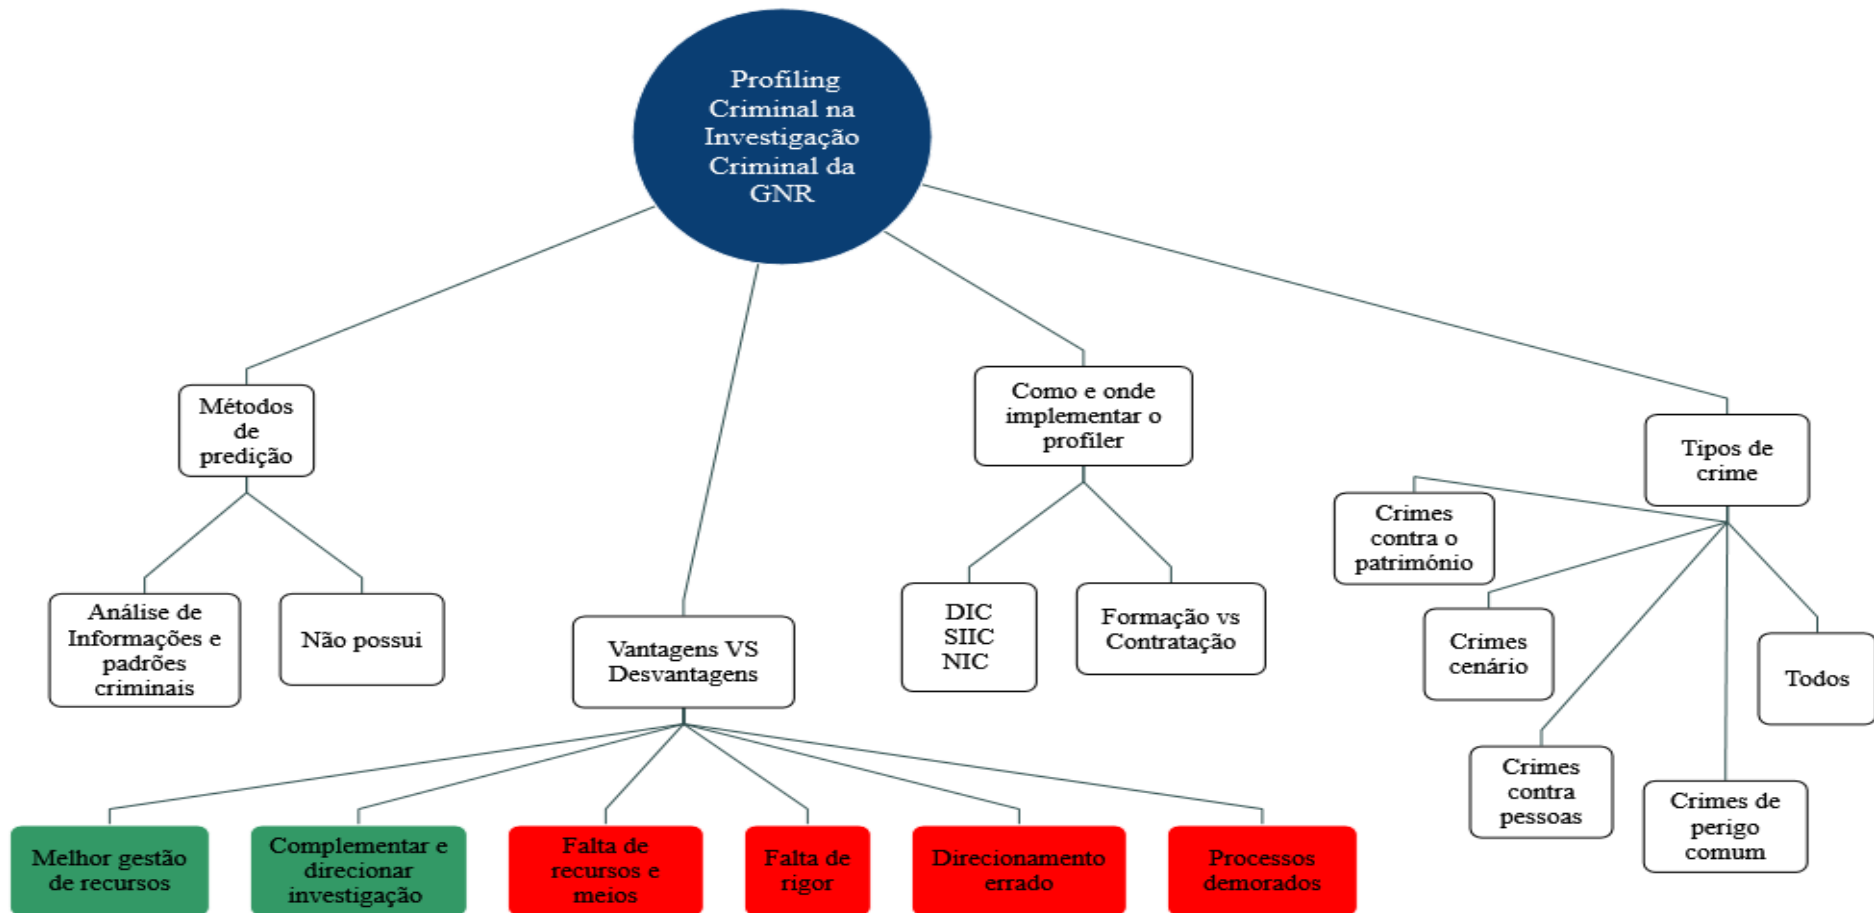 Profiling
Criminal na
Investigação
Criminal da
GNR
Métodos
de
predição
Análise de
Informações e
padrões
criminais
Não possui
Vantagens VS
Desvantagens
Melhor gestão
de recursos
Complementar e
direcionar
investigação
Falta de
recursos e
meios
Falta de
rigor
Direcionamento
errado
Processos
demorados
Como e onde
implementar o
profiler
DIC
SIIC
NIC
Formação vs
Contratação
Tipos de
crime
Crimes
contra o
património
Crimes
cenário
Crimes
contra
pessoas
Crimes de
perigo
comum
Todos